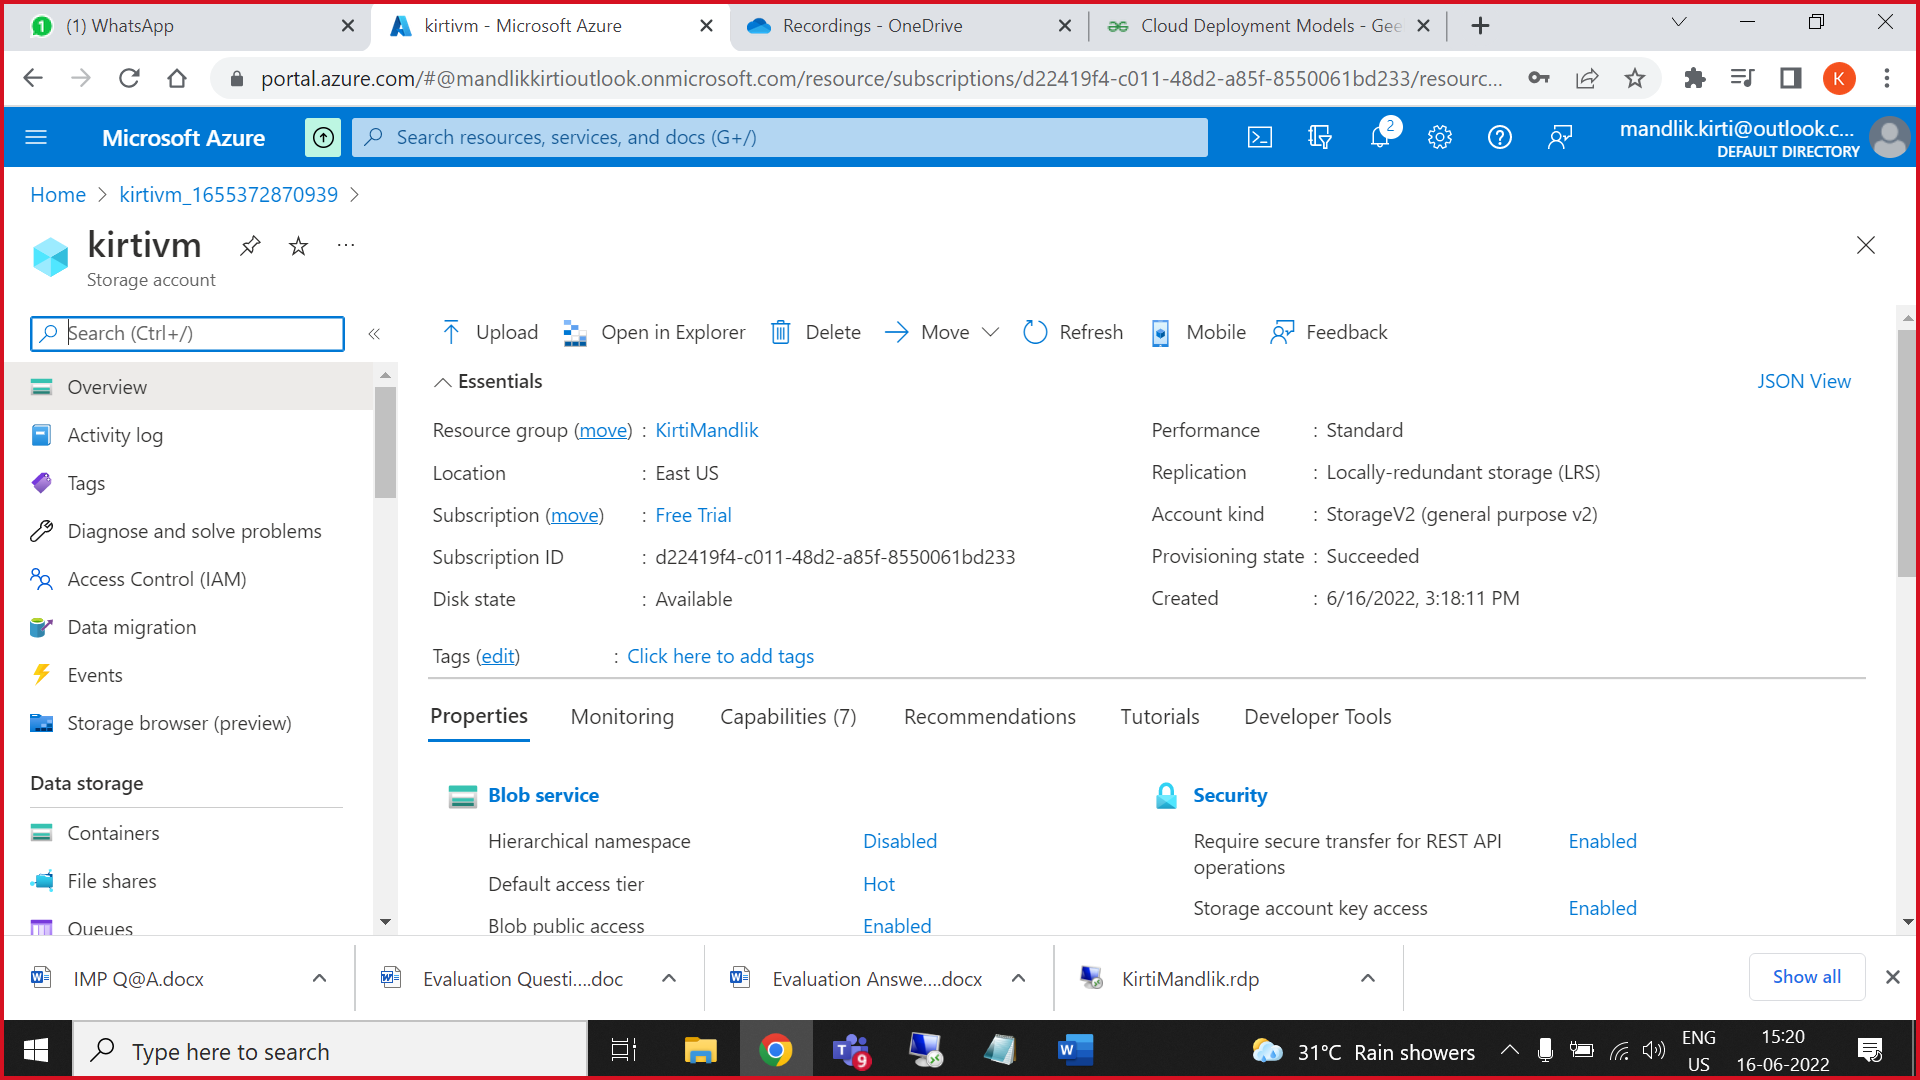 (1) WhatsApp
kirtivm - Microsoft Azure
Recordings - OneDrive
Cloud Deployment Models - Gee
portal.azure.com/#@mandlikkirtioutlook.onmicrosoft.com/resource/subscriptions/d22419f4-c011-48d2-a85f-8550061bd233/resourc...
K
Microsoft Azure
Search resources, services, and docs (G+/)
2
mandlik.kirti@outlook.c...
DEFAULT DIRECTORY
Home > kirtivm_1655372870939 >
kirtivm
Storage account
Search (Ctrl+/)
«
Upload
Open in Explorer
Delete
Move
Refresh
Mobile
Feedback
Overview
Activity log
Tags
Diagnose and solve problems
Access Control (IAM)
Data migration
Events
Storage browser (preview)
Data storage
Containers
File shares
Queues
Essentials
JSON View
Resource group (move) : KirtiMandlik
Location : East US
Subscription (move) : Free Trial
Subscription ID : d22419f4-c011-48d2-a85f-8550061bd233
Disk state : Available
Tags (edit) : Click here to add tags
Performance : Standard
Replication : Locally-redundant storage (LRS)
Account kind : StorageV2 (general purpose v2)
Provisioning state : Succeeded
Created : 6/16/2022, 3:18:11 PM
Properties
Monitoring
Capabilities (7)
Recommendations
Tutorials
Developer Tools
Blob service
Hierarchical namespace Disabled
Default access tier Hot
Blob public access Enabled
Security
Require secure transfer for REST API Enabled
operations
Storage account key access Enabled
IMP Q@A.docx
Evaluation Questi....doc
Evaluation Answe....docx
KirtiMandlik.rdp
Show all
Type here to search
9
31°C Rain showers
ENG
US
15:20
16-06-2022